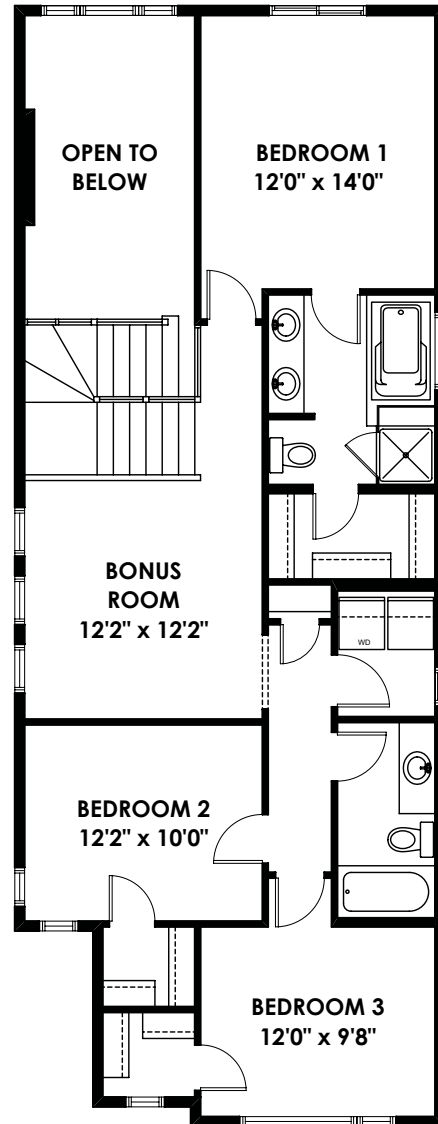 OPEN TO
BELOW
BEDROOM 1
12'0" x 14'0"
BONUS
ROOM
12'2" x 12'2"
WD
BEDROOM 2
12'2" x 10'0"
BEDROOM 3
12'0" x 9'8"